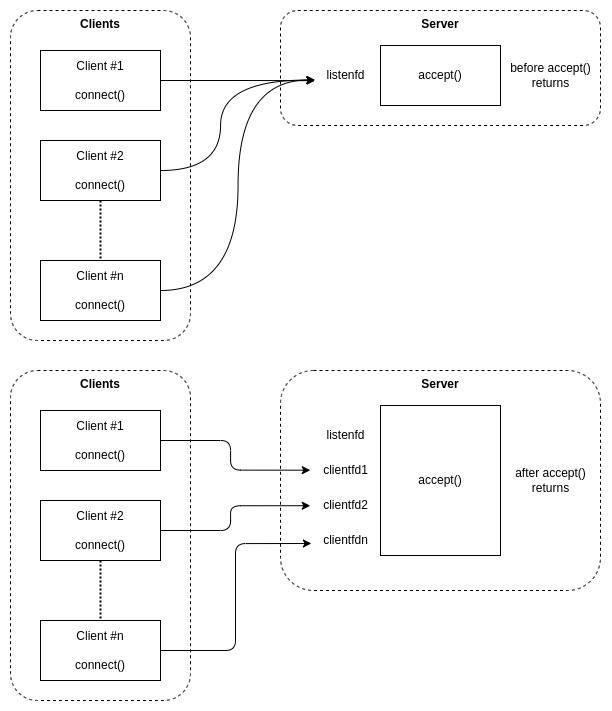 Clients
Client #1
connect()
Client #2
connect()
Client #n
connect()
Server
listenfd
accept()
before accept()
returns
Clients
Client #1
connect()
Client #2
connect()
Client #n
connect()
Server
listenfd
clientfd1
clientfd2
clientfdn
accept()
after accept()
returns